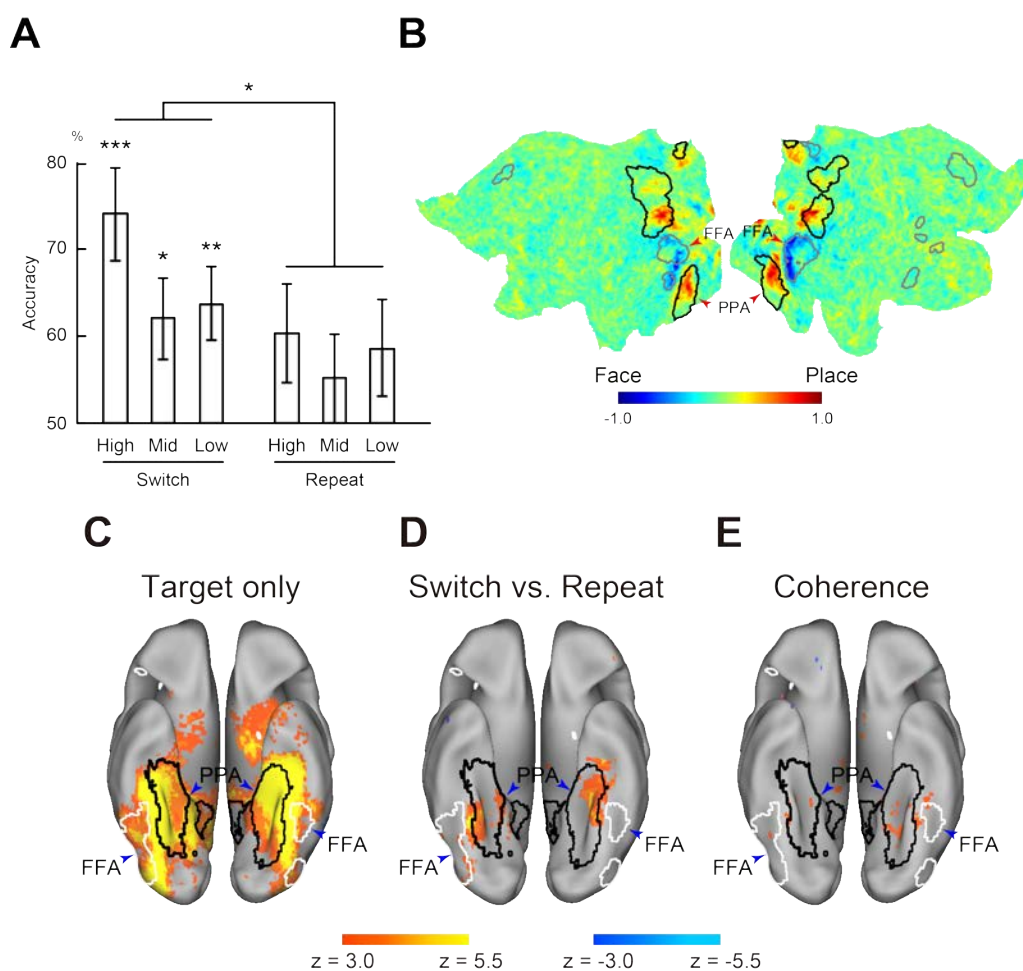 A
B
*
%
***
80
**
*
70
60
50
Accuracy
High Mid Low High Mid Low
Switch Repeat
FFA FFA
PPA
Face Place
-1.0 1.0
C D E
Target only Switch vs. Repeat Coherence
PPA PPA PPA
FFA FFA FFA FFA FFA FFA
z = 3.0 z = 5.5 z = -3.0 z = -5.5